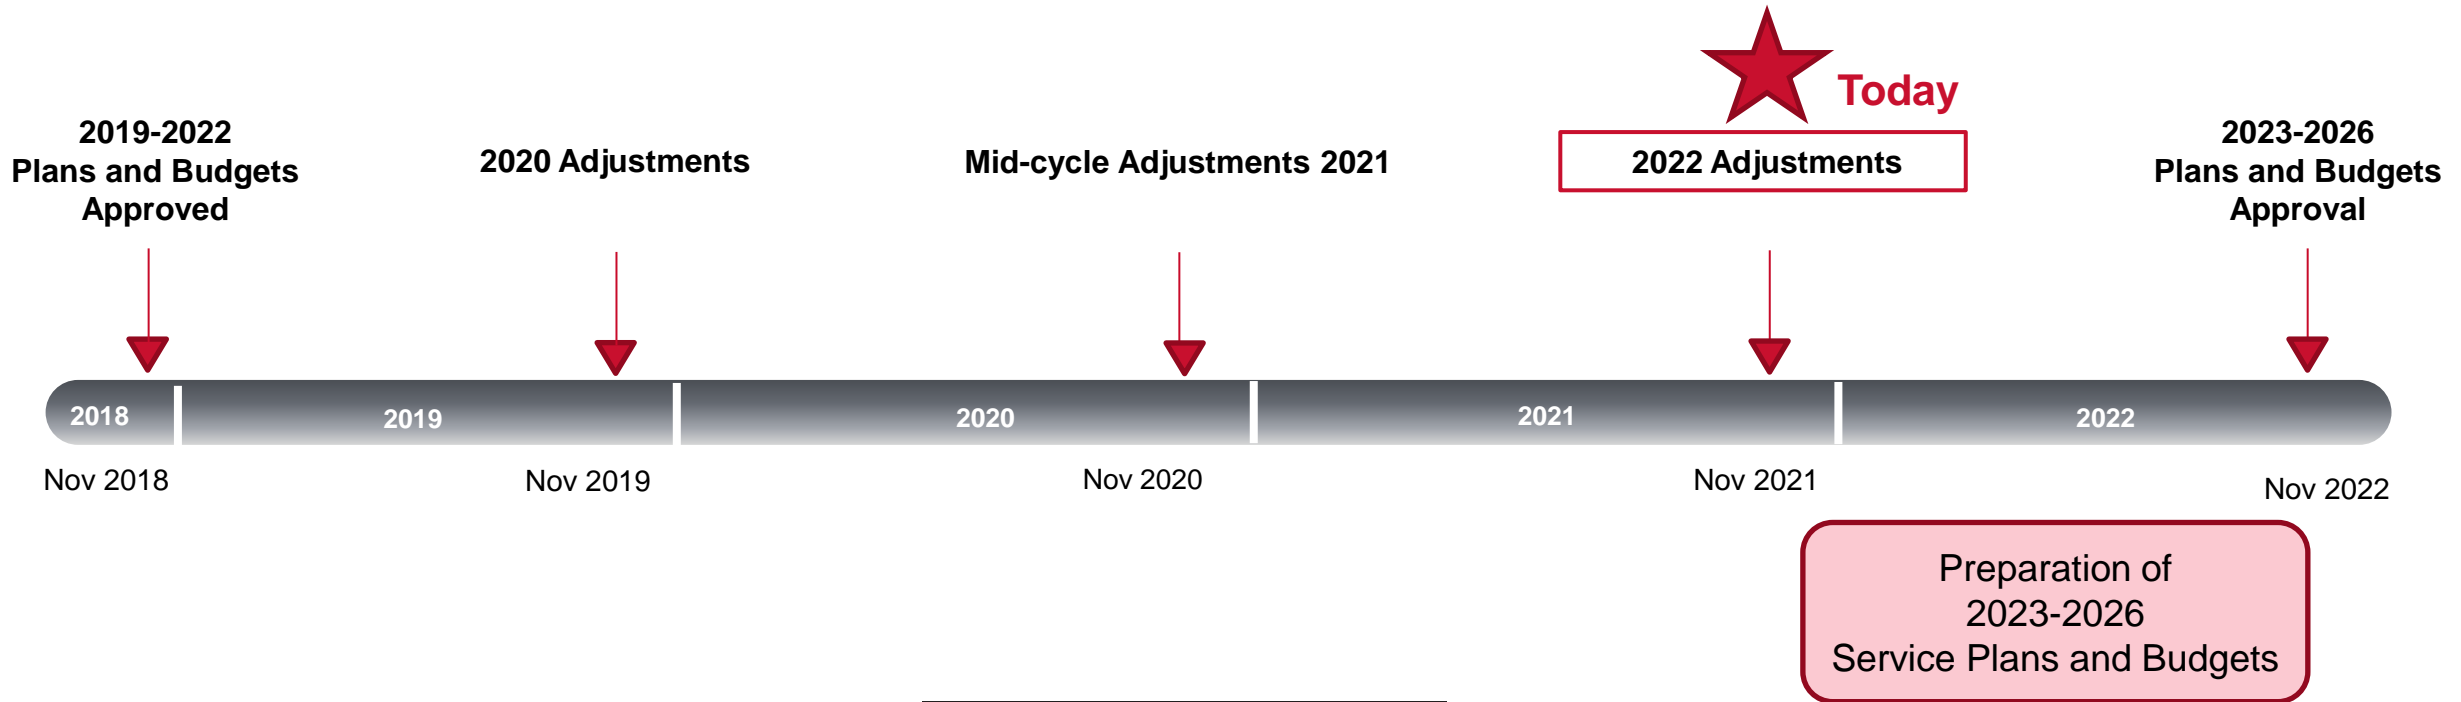 Today
2019-2022
Plans and Budgets
Approved
2020 Adjustments
Mid-cycle Adjustments 2021
2022 Adjustments
2023-2026
Plans and Budgets
Approval
2018
2019
2020
2021
2022
Nov 2018
Nov 2019
Nov 2020
Nov 2021
Nov 2022
Preparation of
2023-2026
Service Plans and Budgets